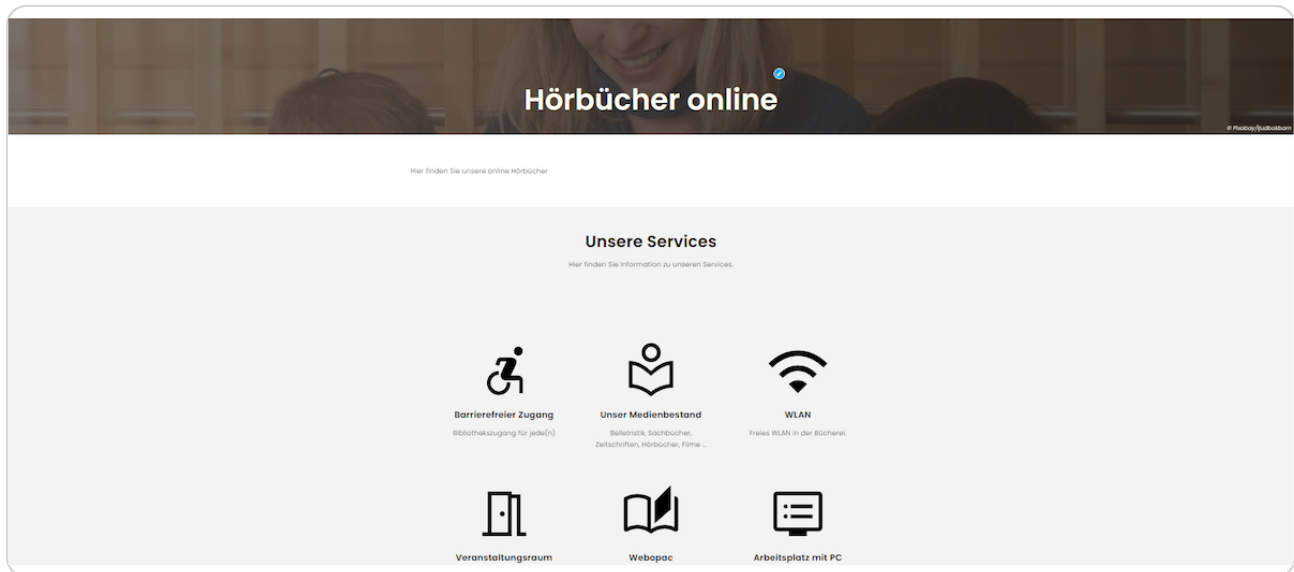 Hörbücher online
© Pixabay/ljudbokbarn
Hier finden Sie unsere online Hörbücher
Unsere Services
Hier finden Sie Information zu unseren Services.
Barrierefreier Zugang
Bibliothekszugang für jede(n)
Unser Medienbestand
Belletristik, Sachbücher,
Zeitschriften, Hörbücher, Filme ...
WLAN
Freies WLAN in der Bücherei.
Veranstaltungsraum
Webopac
Arbeitsplatz mit PC